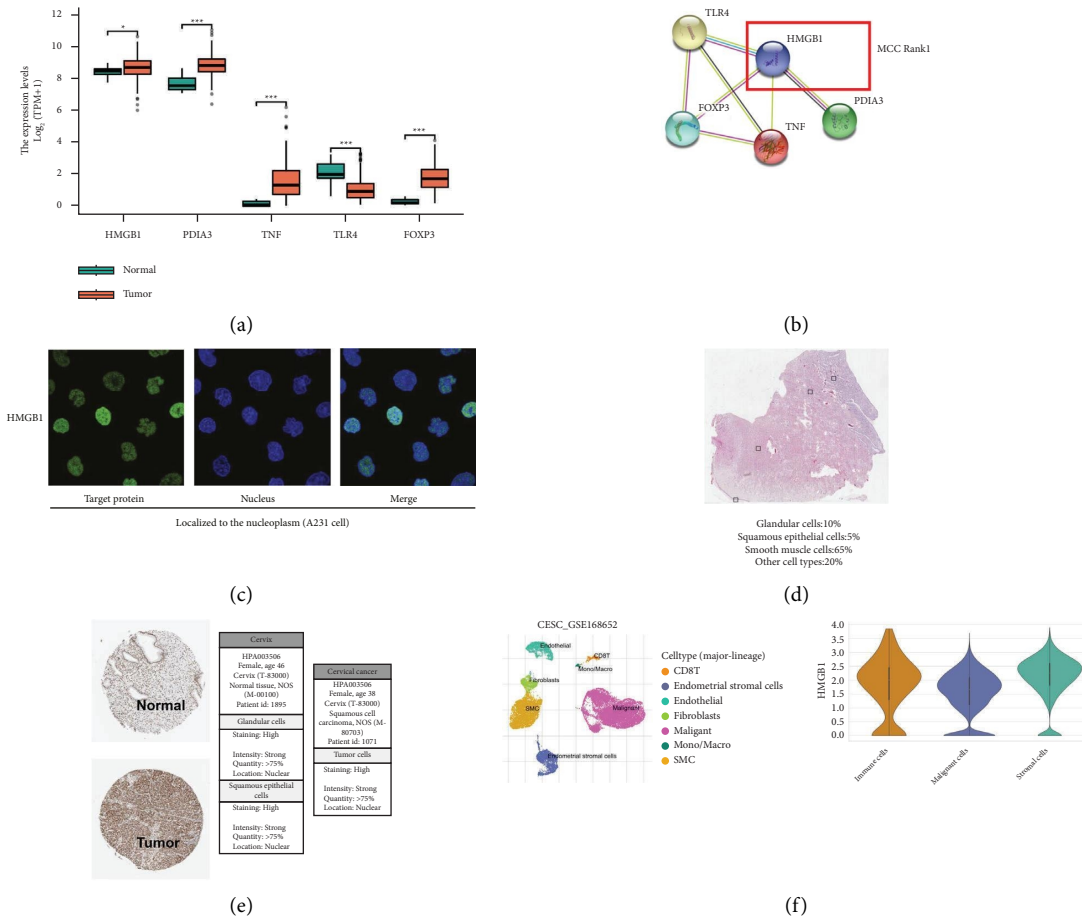 The expression levels
Log2 (TPM+1)
12
10
8
6
4
2
0
*
***
***
***
***
HMGB1
PDIA3
TNF
TLR4
FOXP3
Normal
Tumor
(a)
TLR4
HMGB1
MCC Rank1
PDIA3
FOXP3
TNF
(b)
HMGB1
Target protein
Nucleus
Merge
Localized to the nucleoplasm (A231 cell)
(c)
Glandular cells:10%
Squamous epithelial cells:5%
Smooth muscle cells:65%
Other cell types:20%
(d)
Normal
Tumor
Cervix
HPA003506
Female, age 46
Cervix (T-83000)
Normal tissue, NOS
(M-00100)
Patient id: 1895
Glandular cells
Staining: High
Intensity: Strong
Quantity: >75%
Location: Nuclear
Squamous epithelial
cells
Staining: High
Intensity: Strong
Quantity: >75%
Location: Nuclear
Cervical cancer
HPA003506
Female, age 38
Cervix (T-83000)
Squamous cell
carcinoma, NOS (M-
80703)
Patient id: 1071
Tumor cells
Staining: High
Intensity: Strong
Quantity: >75%
Location: Nuclear
(e)
CESC_GSE168652
Endothelial
CD8T
Mono/Macro
Fibroblasts
SMC
Malignant
Endometrial stromal cells
Celltype (major-lineage)
CD8T
Endometrial stromal cells
Endothelial
Fibroblasts
Maligant
Mono/Macro
SMC
HMGB1
4.0
3.5
3.0
2.5
2.0
1.5
1.0
0.5
0.0
Immune cells
Malignant cells
Stromal cells
(f)